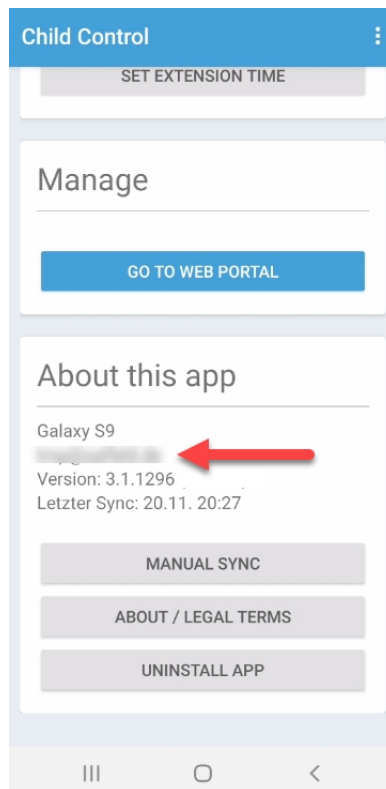 Child Control
SET EXTENSION TIME
Manage
GO TO WEB PORTAL
About this app
Galaxy S9
Version: 3.1.1296
Letzter Sync: 20.11. 20:27
MANUAL SYNC
ABOUT / LEGAL TERMS
UNINSTALL APP